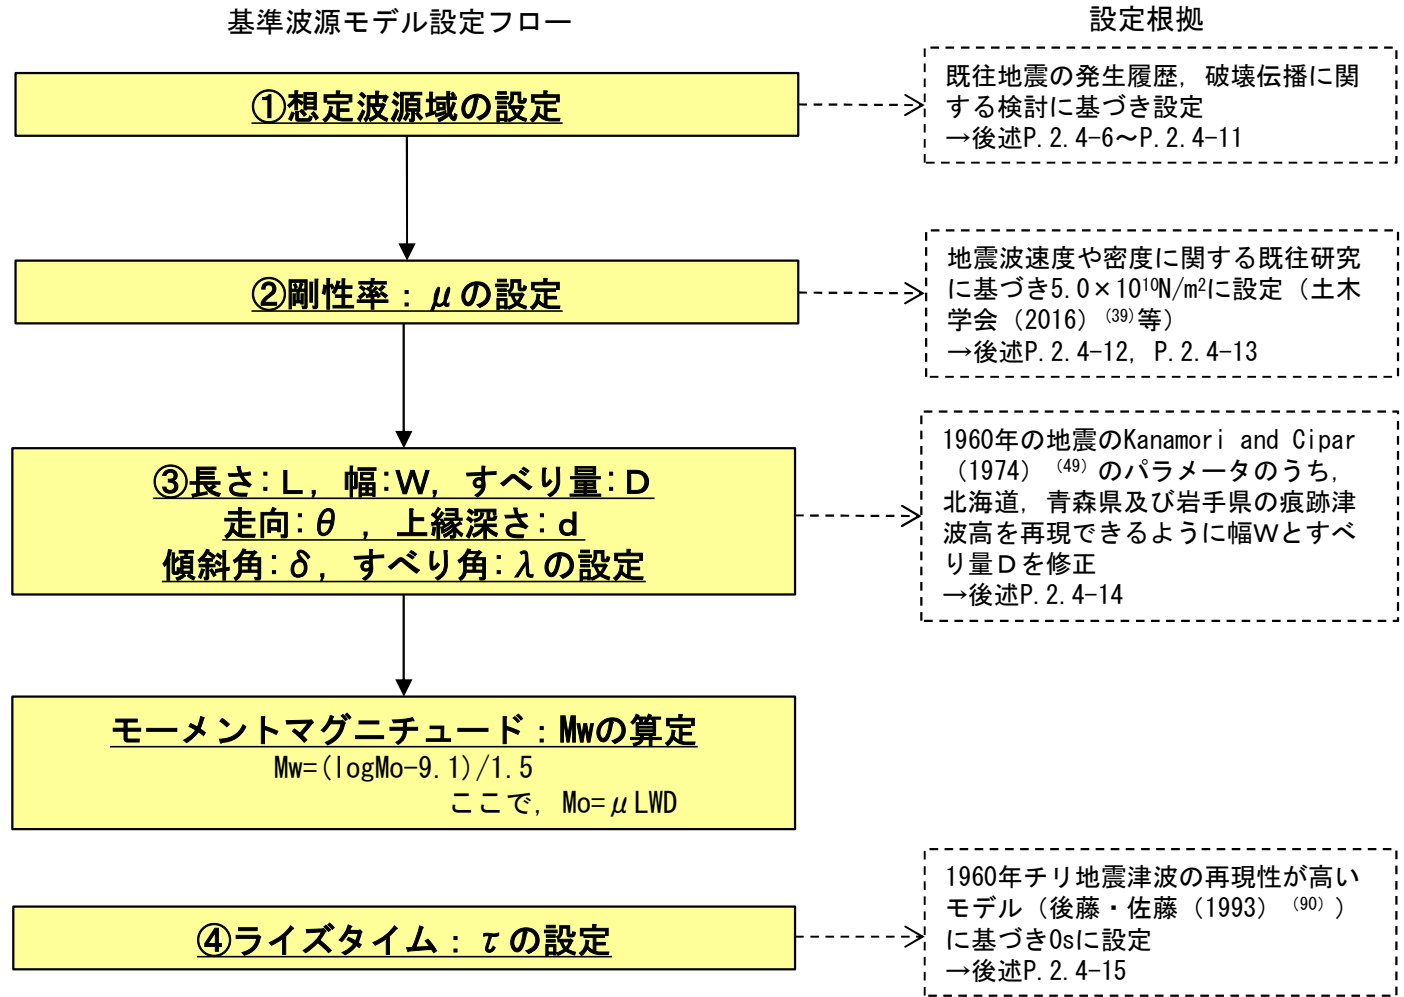 基準波源モデル設定フロー
設定根拠
①想定波源域の設定
既往地震の発生履歴，破壊伝播に関
する検討に基づき設定
→後述P.2.4-6～P.2.4-11
②剛性率：μの設定
地震波速度や密度に関する既往研究
に基づき5.0×10¹⁰N/m²に設定（土木
学会（2016）⁽³⁹⁾等）
→後述P.2.4-12，P.2.4-13
③長さ：Ｌ，幅：Ｗ，すべり量：Ｄ
走向：θ ，上縁深さ：ｄ
傾斜角：δ，すべり角：λの設定
1960年の地震のKanamori and Cipar
（1974）⁽⁴⁹⁾のパラメータのうち，
北海道，青森県及び岩手県の痕跡津
波高を再現できるように幅Ｗとすべ
り量Ｄを修正
→後述P.2.4-14
モーメントマグニチュード：Mwの算定
Mw=(logMo-9.1)/1.5
ここで，Mo=μLWD
④ライズタイム：τの設定
1960年チリ地震津波の再現性が高い
モデル（後藤・佐藤（1993）⁽⁹⁰⁾）
に基づき0sに設定
→後述P.2.4-15